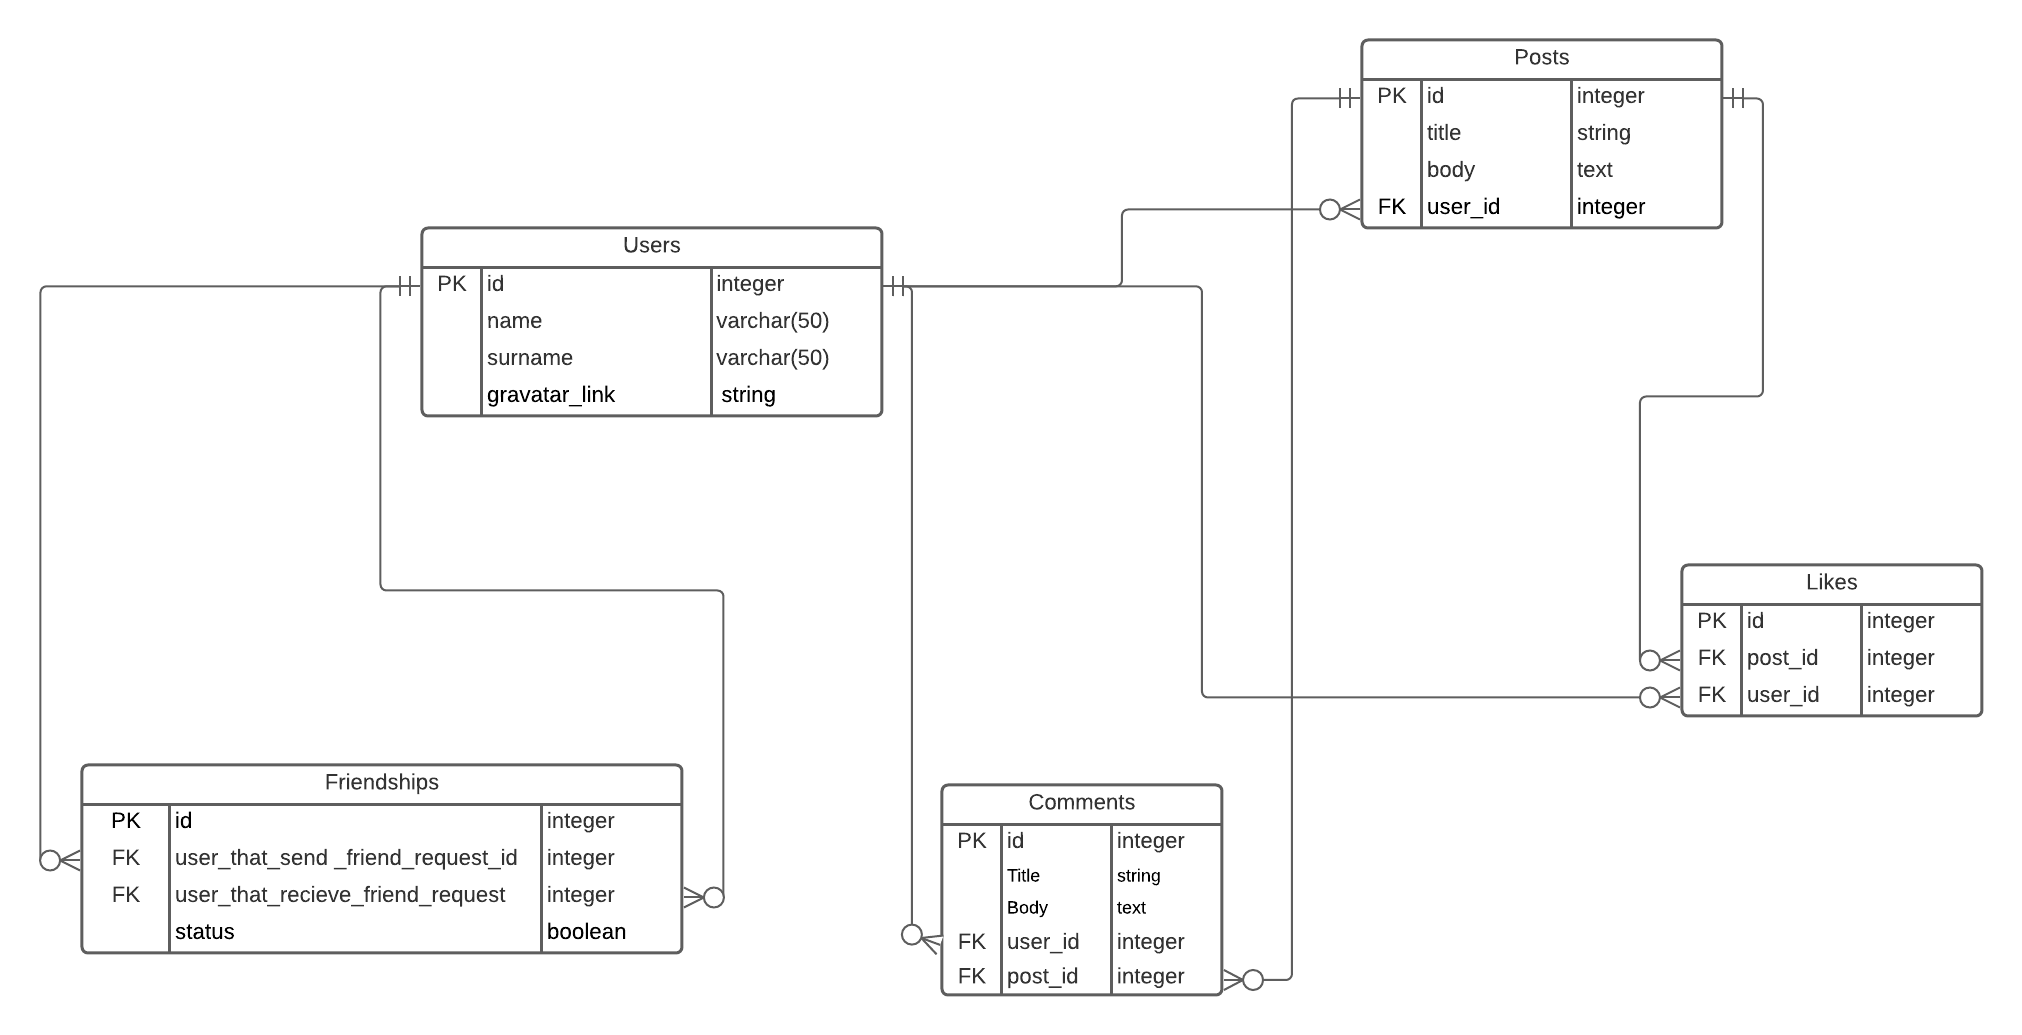 Posts
PK id integer
title string
body text
FK user_id integer
Users
PK id integer
name varchar(50)
surname varchar(50)
gravatar_link string
Likes
PK id integer
FK post_id integer
FK user_id integer
Friendships
PK id integer
FK user_that_send _friend_request_id integer
FK user_that_recieve_friend_request integer
status boolean
Comments
PK id integer
Title string
Body text
FK user_id integer
FK post_id integer